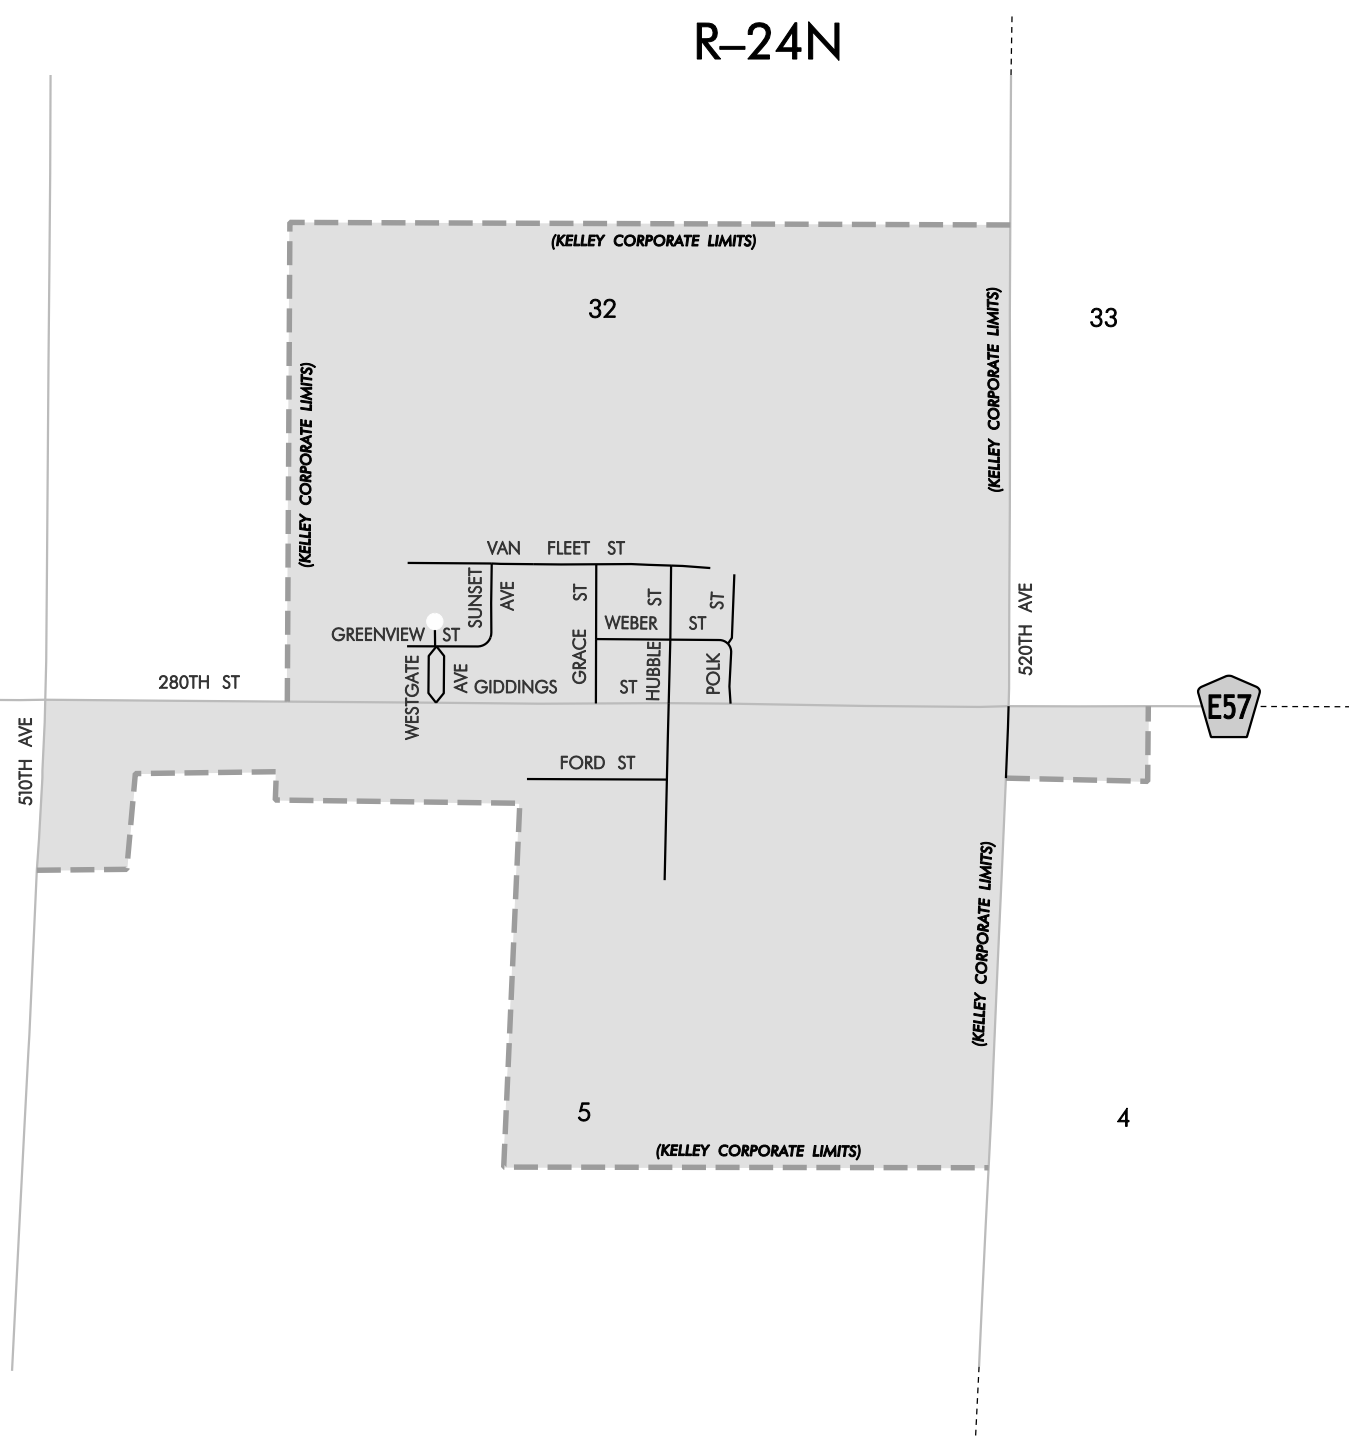 R–24N
(KELLEY CORPORATE LIMITS)
32
33
(KELLEY CORPORATE LIMITS)
(KELLEY CORPORATE LIMITS)
VAN FLEET ST
SUNSET AVE
GRACE ST
HUBBLE ST
POLK ST
WEBER ST
GREENVIEW ST
520TH AVE
WESTGATE AVE
GIDDINGS ST
280TH ST
E57
510TH AVE
FORD ST
(KELLEY CORPORATE LIMITS)
5
4
(KELLEY CORPORATE LIMITS)